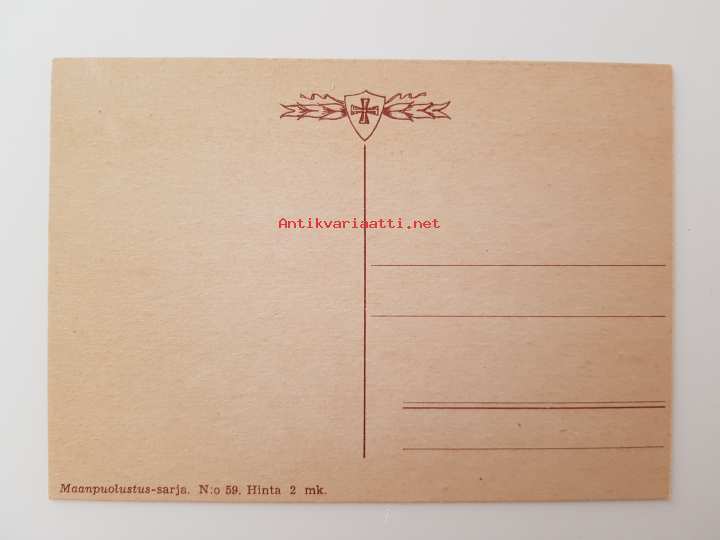 Antikvariaatti.net
Maanpuolustus-sarja. N:o 59. Hinta 2 mk.